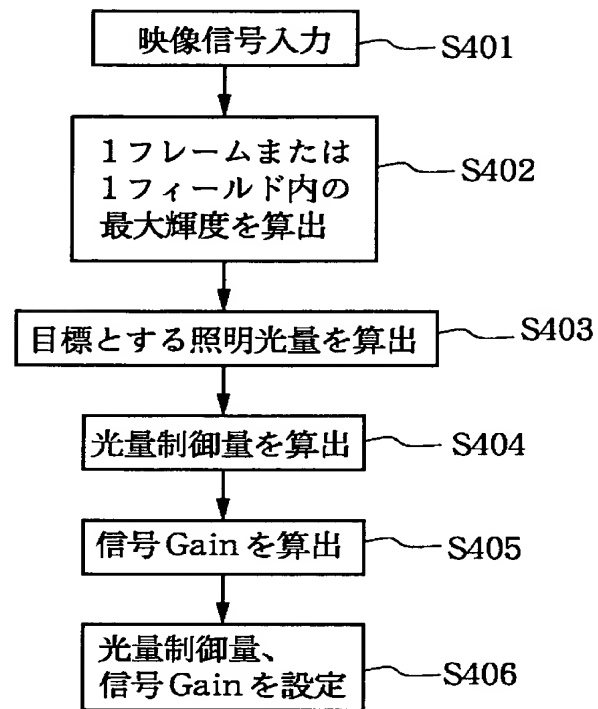 映像信号入力
S401
1フレームまたは
1フィールド内の
最大輝度を算出
S402
目標とする照明光量を算出
S403
光量制御量を算出
S404
信号Gainを算出
S405
光量制御量、
信号Gainを設定
S406